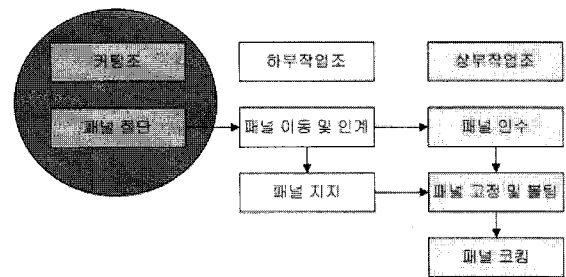 커팅조 하부작업조 상부작업조
패널 절단 패널 이동 및 인계 패널 인수
패널 지지 패널 고정 및 볼팅
패널 코킹